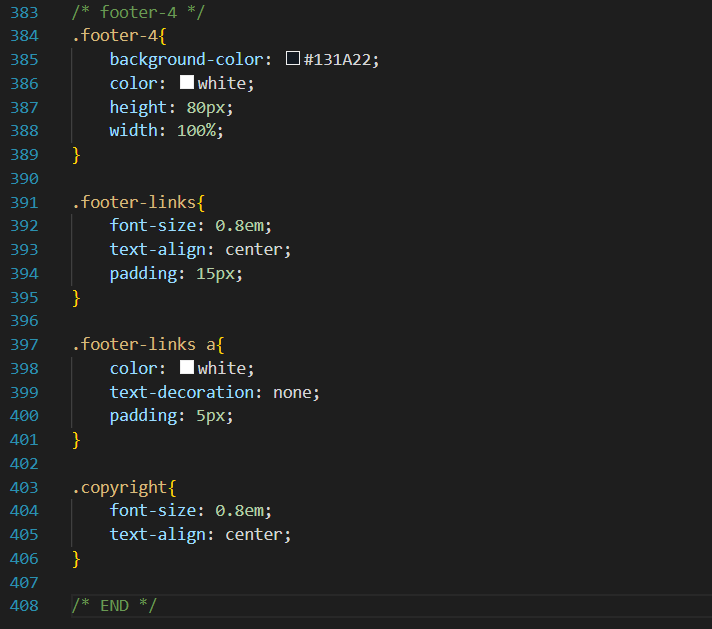 383 /* footer-4 */
384 .footer-4{
385     background-color: #131A22;
386     color: white;
387     height: 80px;
388     width: 100%;
389 }
390
391 .footer-links{
392     font-size: 0.8em;
393     text-align: center;
394     padding: 15px;
395 }
396
397 .footer-links a{
398     color: white;
399     text-decoration: none;
400     padding: 5px;
401 }
402
403 .copyright{
404     font-size: 0.8em;
405     text-align: center;
406 }
407
408 /* END */